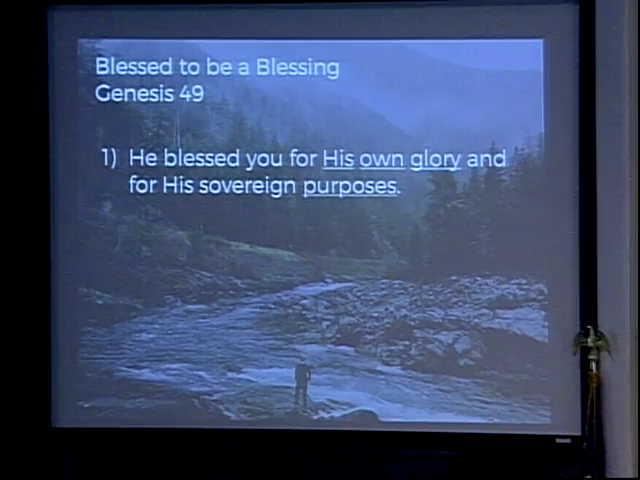 Blessed to be a Blessing
Genesis 49
1) He blessed you for His own glory and
for His sovereign purposes.